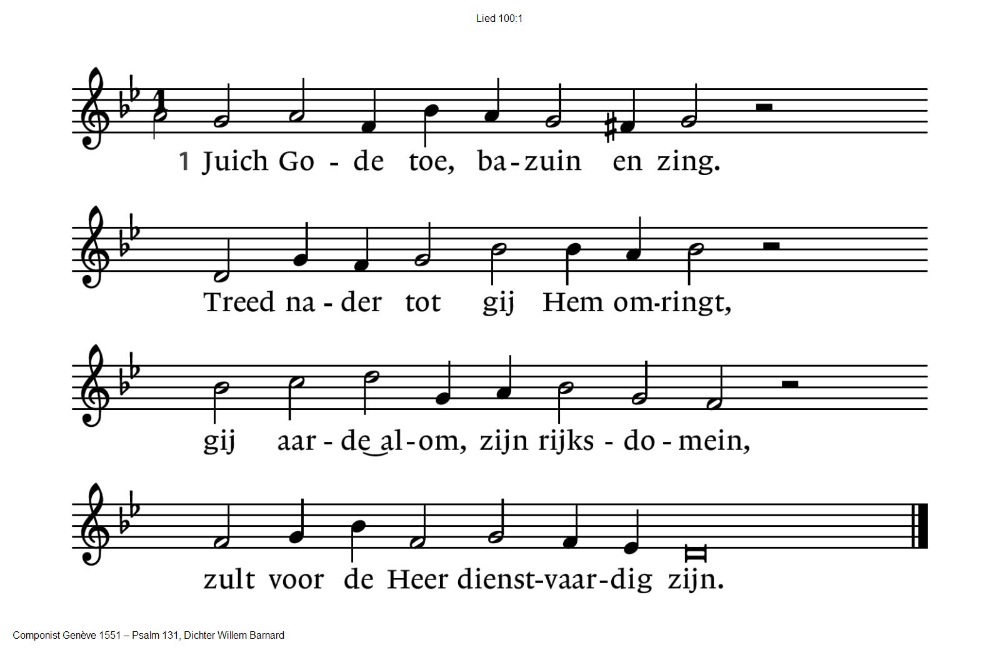 Lied 100:1
1 Juich Go - de toe, ba - zuin en zing.
Treed na - der tot gij Hem om-ringt,
gij aar - de‿al - om, zijn rijks - do - mein,
zult voor de Heer dienst-vaar-dig zijn.
Componist Genève 1551 – Psalm 131, Dichter Willem Barnard